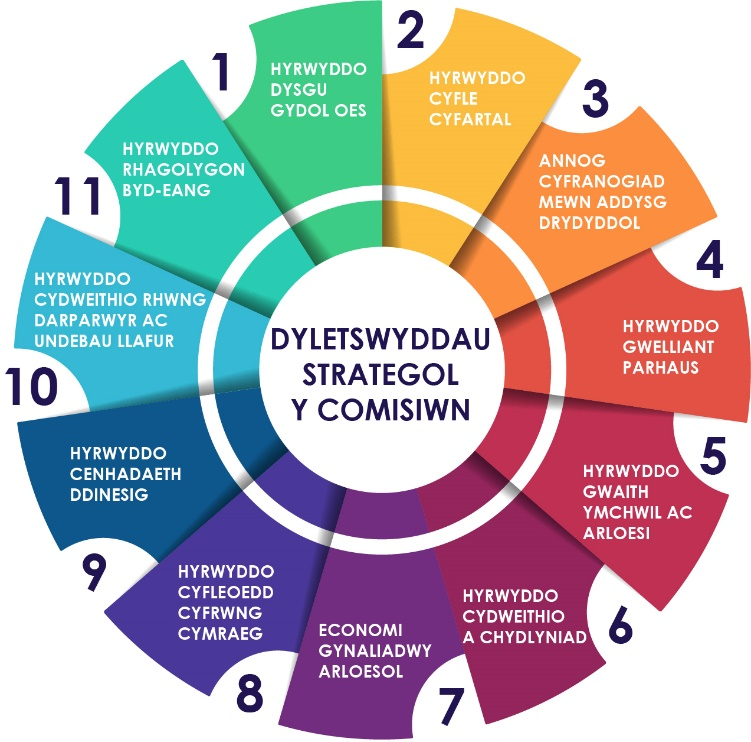 DYLETSWYDDAU
STRATEGOL
Y COMISIWN
1
HYRWYDDO
DYSGU
GYDOL OES
2
HYRWYDDO
CYFLE
CYFARTAL
3
ANNOG
CYFRANOGIAD
MEWN ADDYSG
DRYDYDDOL
4
HYRWYDDO
GWELLIANT
PARHAUS
5
HYRWYDDO
GWAITH
YMCHWIL AC
ARLOESI
6
HYRWYDDO
CYDWEITHIO
A CHYDLYNIAD
7
ECONOMI
GYNALIADWY
ARLOESOL
8
HYRWYDDO
CYFLEOEDD
CYFRWNG
CYMRAEG
9
HYRWYDDO
CENHADAETH
DDINESIG
10
HYRWYDDO
CYDWEITHIO RHWNG
DARPARWYR AC
UNDEBAU LLAFUR
11
HYRWYDDO
RHAGOLYGON
BYD-EANG